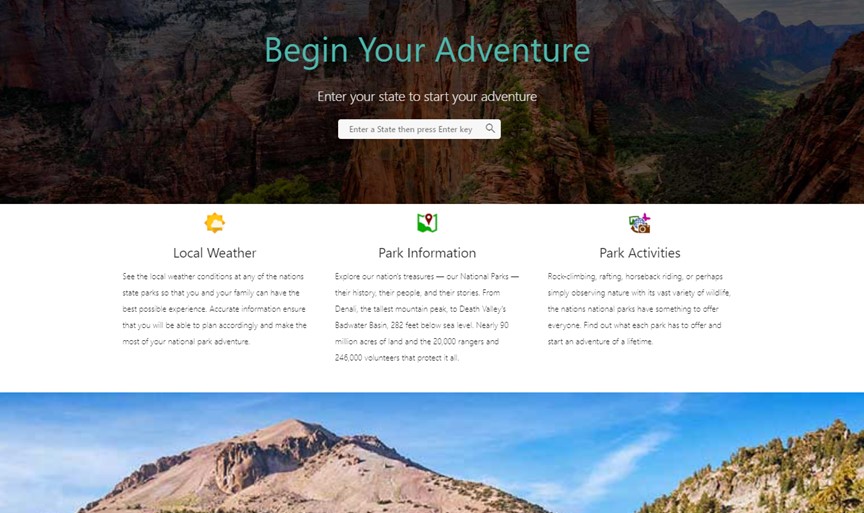 Begin Your Adventure
Enter your state to start your adventure
Enter a State then press Enter key
Local Weather
See the local weather conditions at any of the nations
state parks so that you and your family can have the
best possible experience. Accurate information ensure
that you will be able to plan accordingly and make the
most of your national park adventure.
Park Information
Explore our nation's treasures — our National Parks —
their history, their people, and their stories. From
Denali, the tallest mountain peak, to Death Valley's
Badwater Basin, 282 feet below sea level. Nearly 90
million acres of land and the 20,000 rangers and
246,000 volunteers that protect it all.
Park Activities
Rock-climbing, rafting, horseback riding, or perhaps
simply observing nature with its vast variety of wildlife,
the nations national parks have something to offer
everyone. Find out what each park has to offer and
start an adventure of a lifetime.